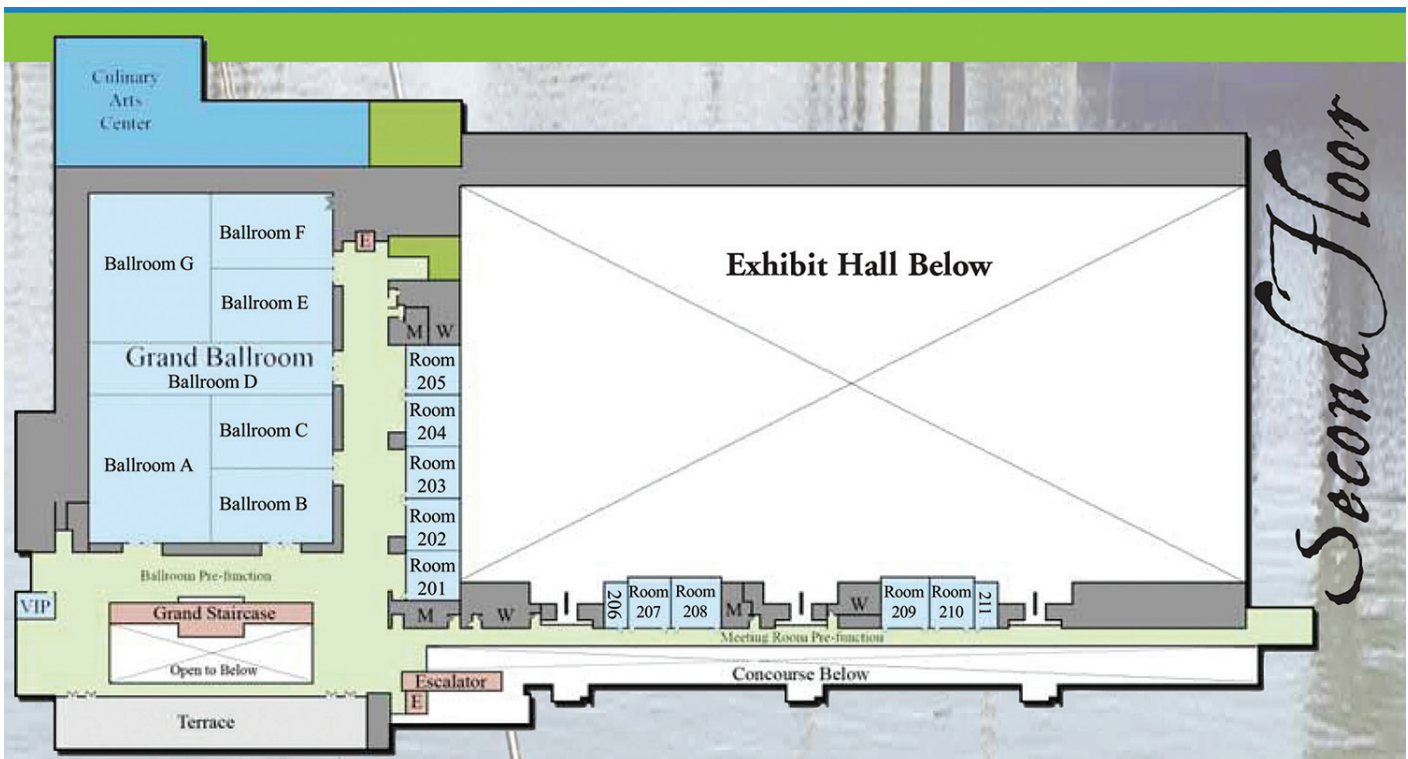 Culinary
Arts
Center
Ballroom F
Ballroom G
Ballroom E
Grand Ballroom
Ballroom D
Ballroom C
Ballroom A
Ballroom B
E
M W
Room
205
Room
204
Room
203
Room
202
Room
201
Exhibit Hall Below
Second Floor
Ballroom Pre-function
VIP
Grand Staircase
Open to Below
Terrace
Escalator
E
M
W
206
Room
207
Room
208
M
W
Room
209
Room
210
211
Meeting Room Pre-function
Concourse Below